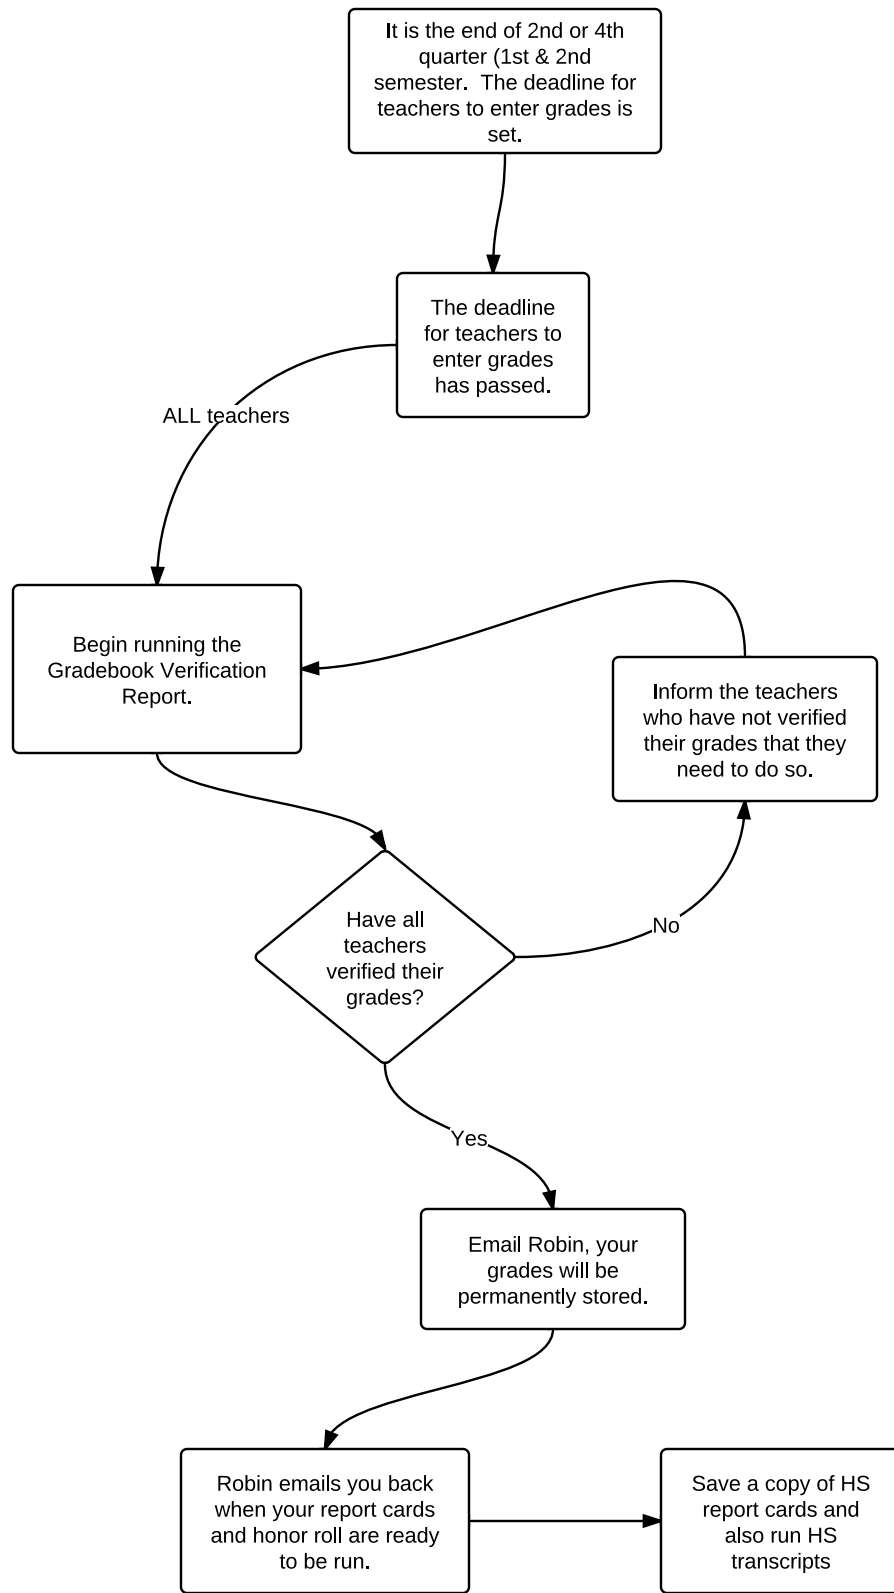 It is the end of 2nd or 4th
quarter (1st & 2nd
semester.  The deadline for
teachers to enter grades is
set.
The deadline
for teachers to
enter grades
has passed.
ALL teachers
Begin running the
Gradebook Verification
Report.
Inform the teachers
who have not verified
their grades that they
need to do so.
Have all
teachers
verified their
grades?
No
Yes
Email Robin, your
grades will be
permanently stored.
Robin emails you back
when your report cards
and honor roll are ready
to be run.
Save a copy of HS
report cards and
also run HS
transcripts